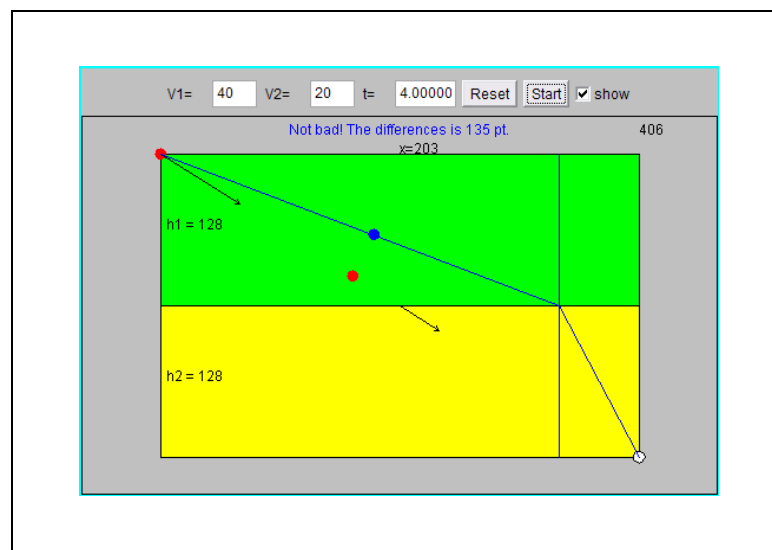 V1= 40 V2= 20 t= 4.00000 Reset Start show
Not bad! The differences is 135 pt. 406
x=203
h1 = 128
h2 = 128